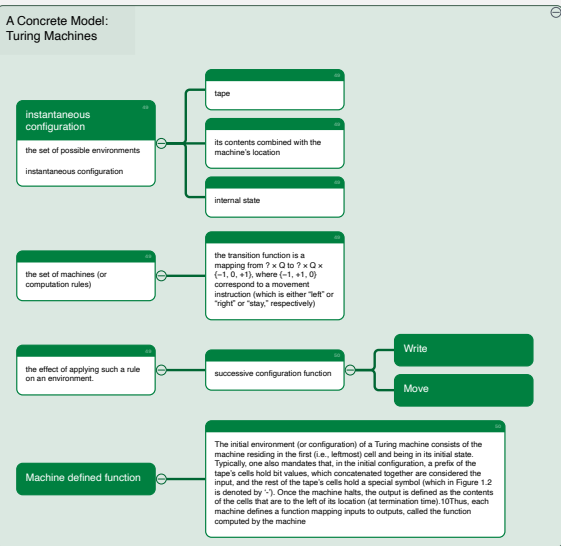 A Concrete Model:
Turing Machines
instantaneous
configuration
the set of possible environments
instantaneous configuration
tape
its contents combined with the
machine's location
internal state
the set of machines (or
computation rules)
the transition function is a
mapping from ? × Q to ? × Q ×
{−1, 0, +1}, where {−1, +1, 0}
correspond to a movement
instruction (which is either "left" or
"right" or "stay," respectively)
the effect of applying such a rule
on an environment.
successive configuration function
Write
Move
Machine defined function
The initial environment (or configuration) of a Turing machine consists of the
machine residing in the first (i.e., leftmost) cell and being in its initial state.
Typically, one also mandates that, in the initial configuration, a prefix of the
tape's cells hold bit values, which concatenated together are considered the
input, and the rest of the tape's cells hold a special symbol (which in Figure 1.2
is denoted by '-'). Once the machine halts, the output is defined as the contents
of the cells that are to the left of its location (at termination time).10Thus, each
machine defines a function mapping inputs to outputs, called the function
computed by the machine